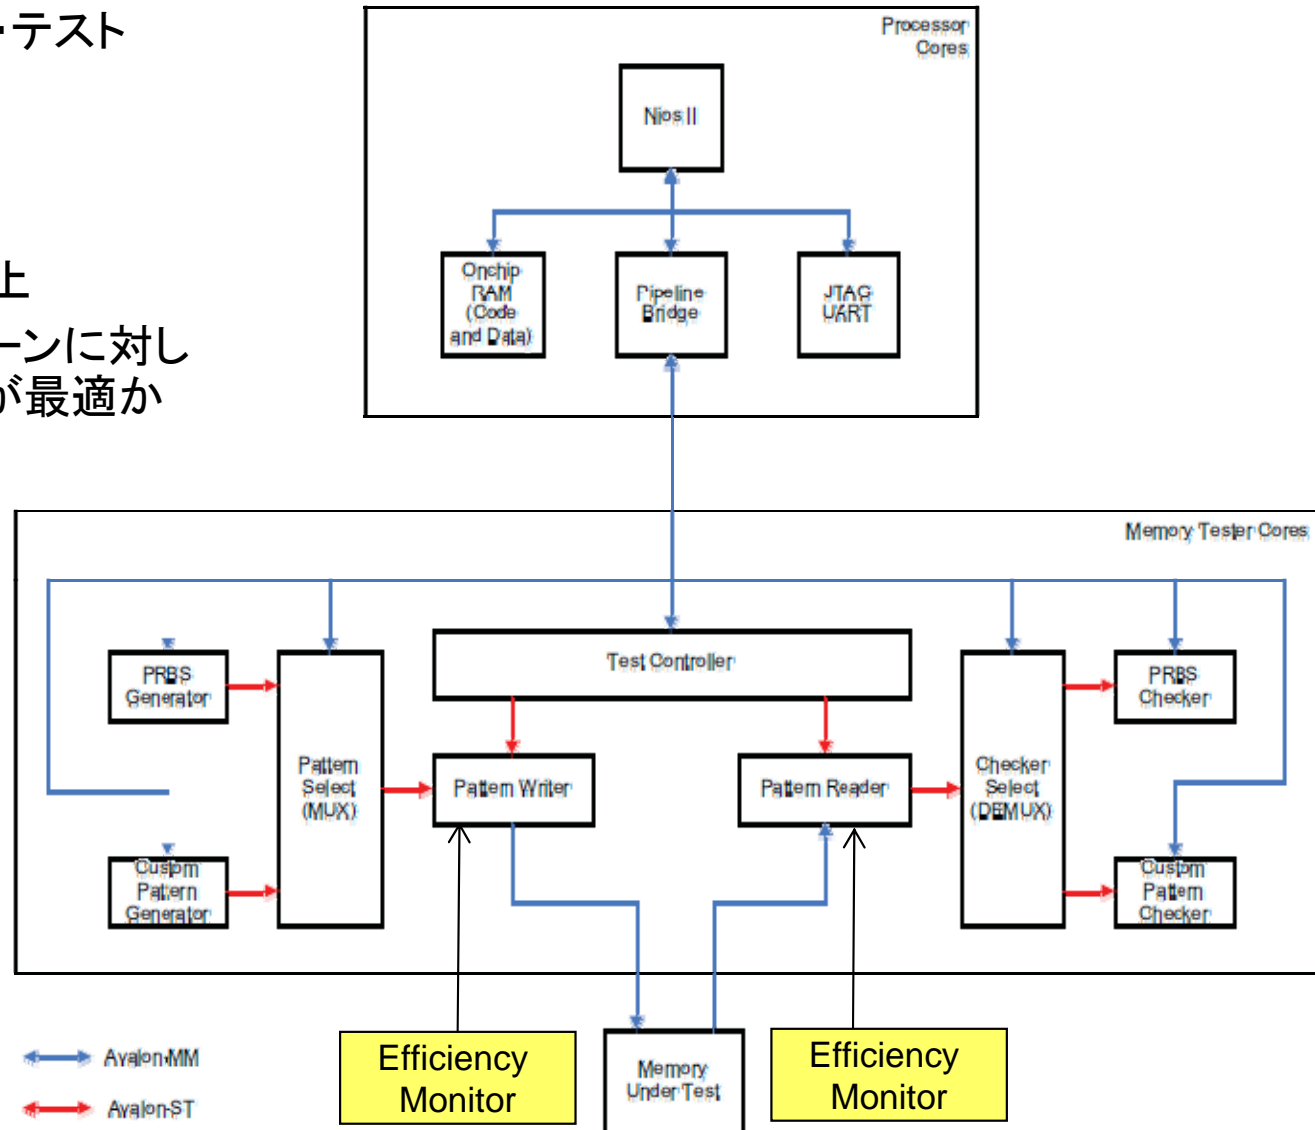 ・テスト
上
ーンに対し
が最適か
Processor
Cores
Nios II
Onchip
RAM
(Code
and Data)
Pipeline
Bridge
JTAG
UART
Memory Tester Cores
Test Controller
PRBS
Generator
Pattern
Select
(MUX)
Pattern Writer
Pattern Reader
Checker
Select
(DEMUX)
PRBS
Checker
Custom
Pattern
Generator
Custom
Pattern
Checker
Avalon-MM
Avalon-ST
Efficiency
Monitor
Memory
Under Test
Efficiency
Monitor